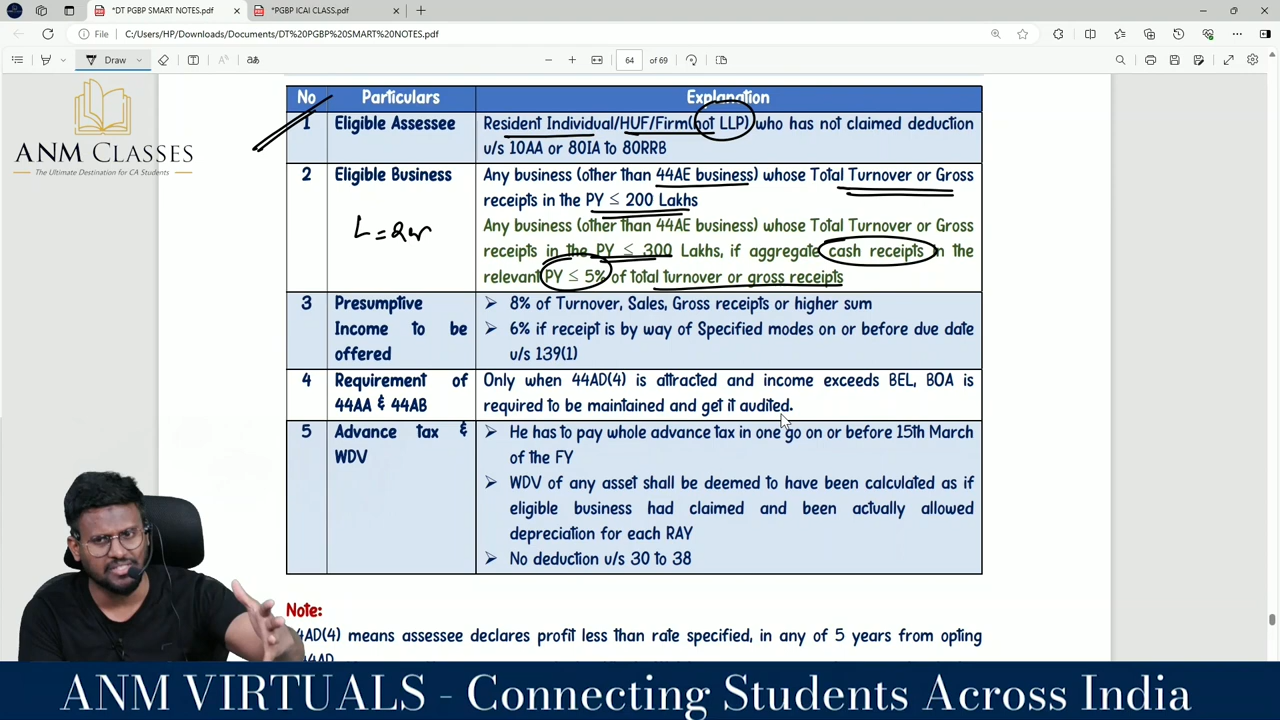 *DT PGBP SMART NOTES.pdf
*PGBP ICAI CLASS.pdf
File
C:/Users/HP/Downloads/Documents/DT%20PGBP%20SMART%20NOTES.pdf
Draw
64 of 69
ANM CLASSES
The Ultimate Destination for CA Students
No Particulars Explanation
1 Eligible Assessee Resident Individual/HUF/Firm(not LLP) who has not claimed deduction
u/s 10AA or 80IA to 80RRB
2 Eligible Business Any business (other than 44AE business) whose Total Turnover or Gross
receipts in the PY ≤ 200 Lakhs
Any business (other than 44AE business) whose Total Turnover or Gross
receipts in the PY ≤ 300 Lakhs, if aggregate cash receipts in the
relevant PY ≤ 5% of total turnover or gross receipts
3 Presumptive Income to be offered
➢ 8% of Turnover, Sales, Gross receipts or higher sum
➢ 6% if receipt is by way of Specified modes on or before due date
u/s 139(1)
4 Requirement of 44AA & 44AB
Only when 44AD(4) is attracted and income exceeds BEL, BOA is
required to be maintained and get it audited.
5 Advance tax & WDV
➢ He has to pay whole advance tax in one go on or before 15th March
of the FY
➢ WDV of any asset shall be deemed to have been calculated as if
eligible business had claimed and been actually allowed
depreciation for each RAY
➢ No deduction u/s 30 to 38
Note:
44AD(4) means assessee declares profit less than rate specified, in any of 5 years from opting
44AD
ANM VIRTUALS - Connecting Students Across India